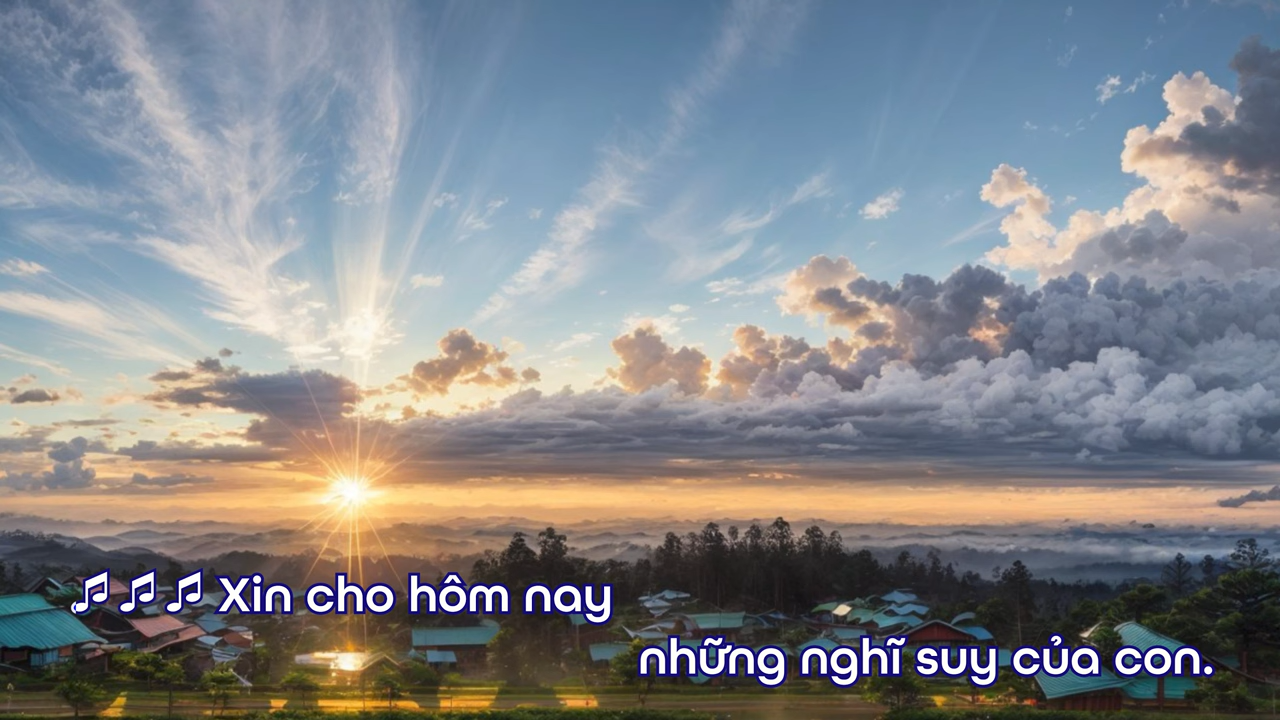 ♫ ♫ ♫ Xin cho hôm nay
những nghĩ suy của con.